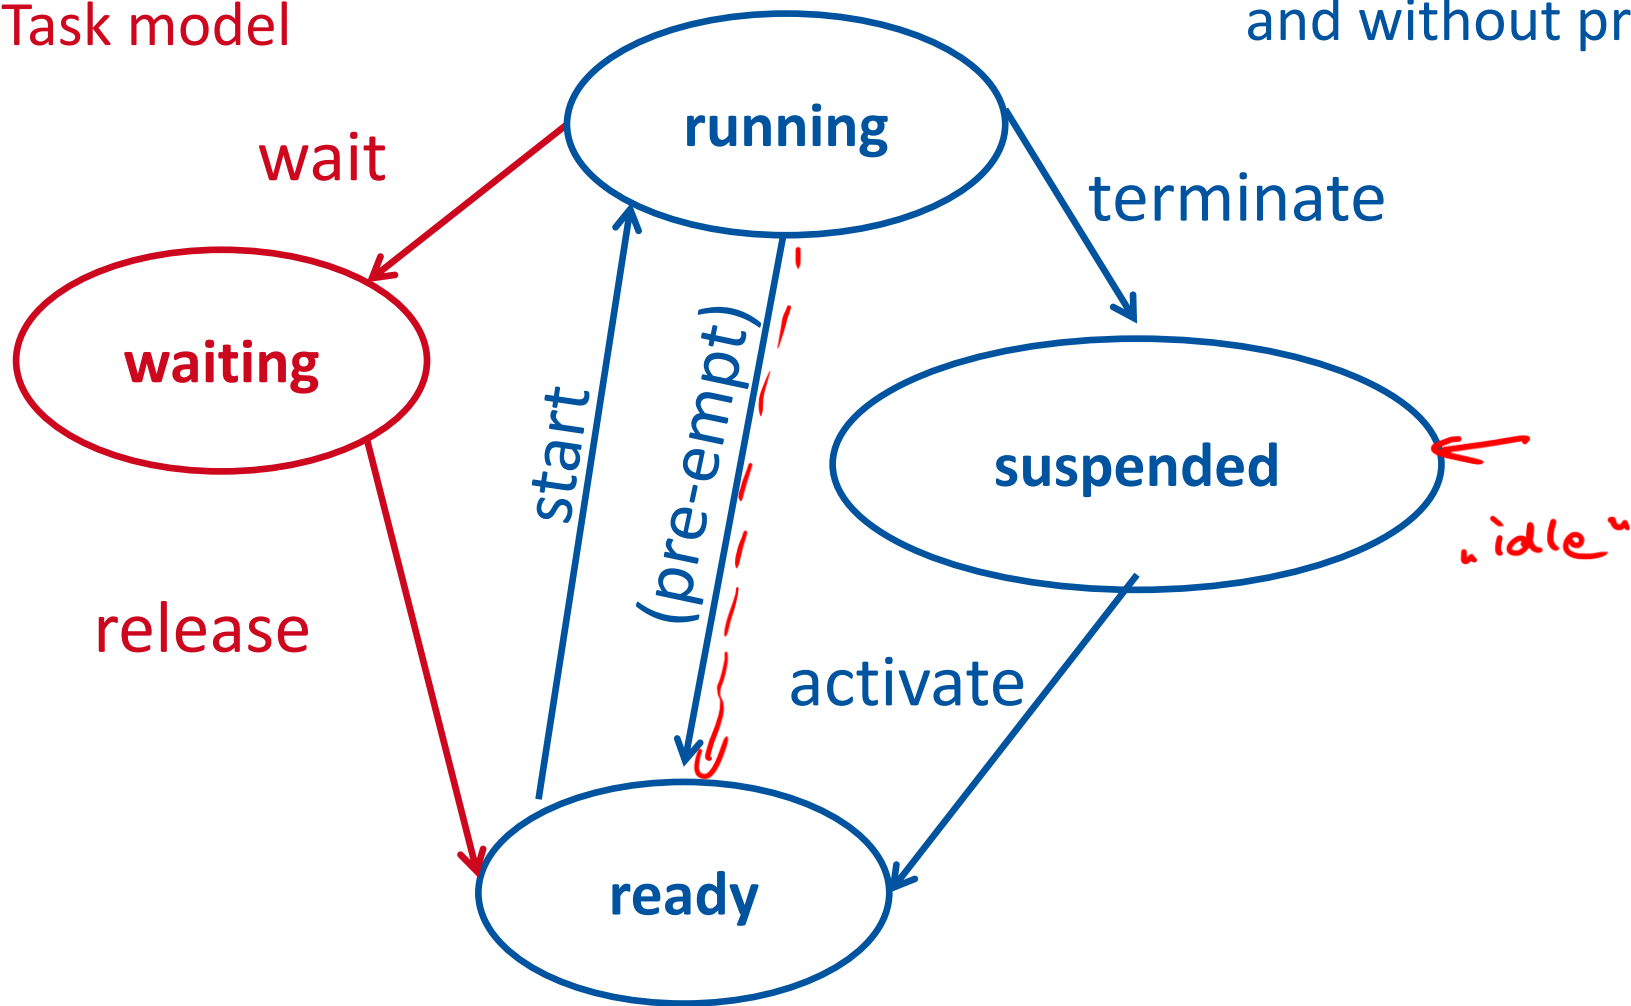 Task model
and without pr
running
wait
terminate
waiting
start
(pre-empt)
suspended
„idle"
release
activate
ready